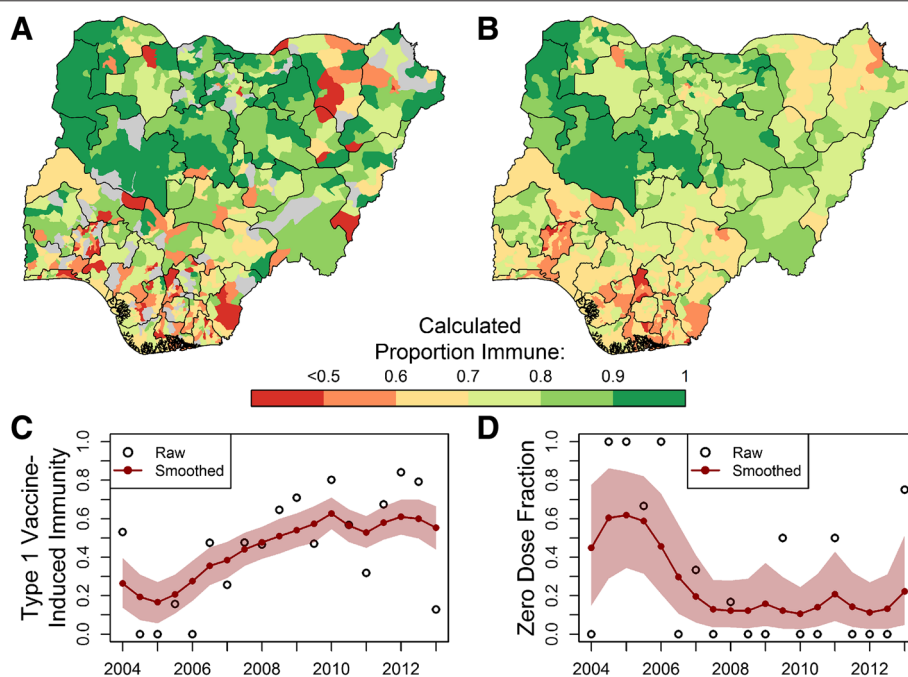 A
B
Calculated
Proportion Immune:
<0.5 0.6 0.7 0.8 0.9 1
C
Type 1 Vaccine-
Induced Immunity
0.0 0.2 0.4 0.6 0.8 1.0
Raw
Smoothed
2004 2006 2008 2010 2012
D
Zero Dose Fraction
0.0 0.2 0.4 0.6 0.8 1.0
Raw
Smoothed
2004 2006 2008 2010 2012